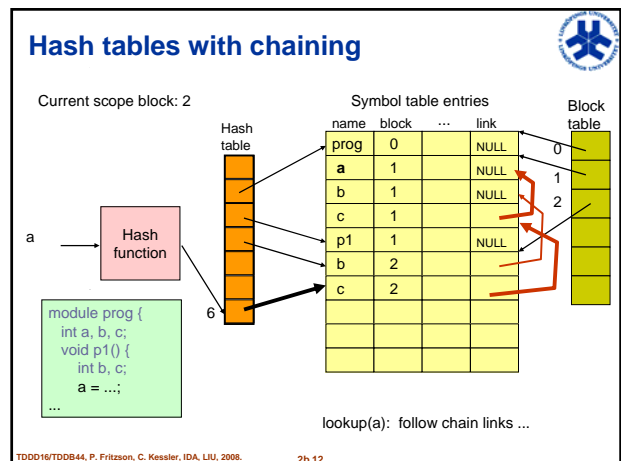 Hash tables with chaining
LINKÖPINGS UNIVERSITET
Current scope block: 2
Symbol table entries
Block
table
Hash
table
name block ... link
prog 0 NULL
a 1 NULL
b 1 NULL
c 1
p1 1 NULL
b 2
c 2
0
1
2
a
Hash
function
6
module prog {
int a, b, c;
void p1() {
int b, c;
a = ...;
...
lookup(a): follow chain links ...
TDDD16/TDDB44, P. Fritzson, C. Kessler, IDA, LIU, 2008.
2b.12